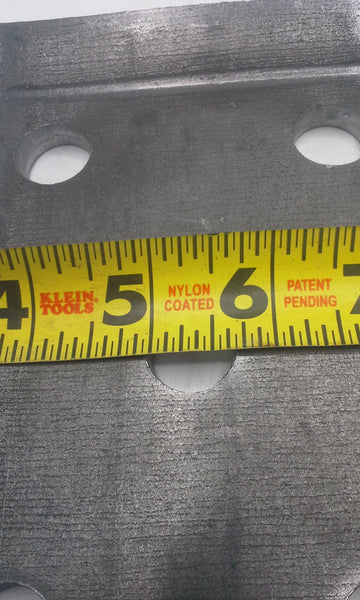 4 KLEIN TOOLS 5 NYLON COATED 6 PATENT PENDING 7